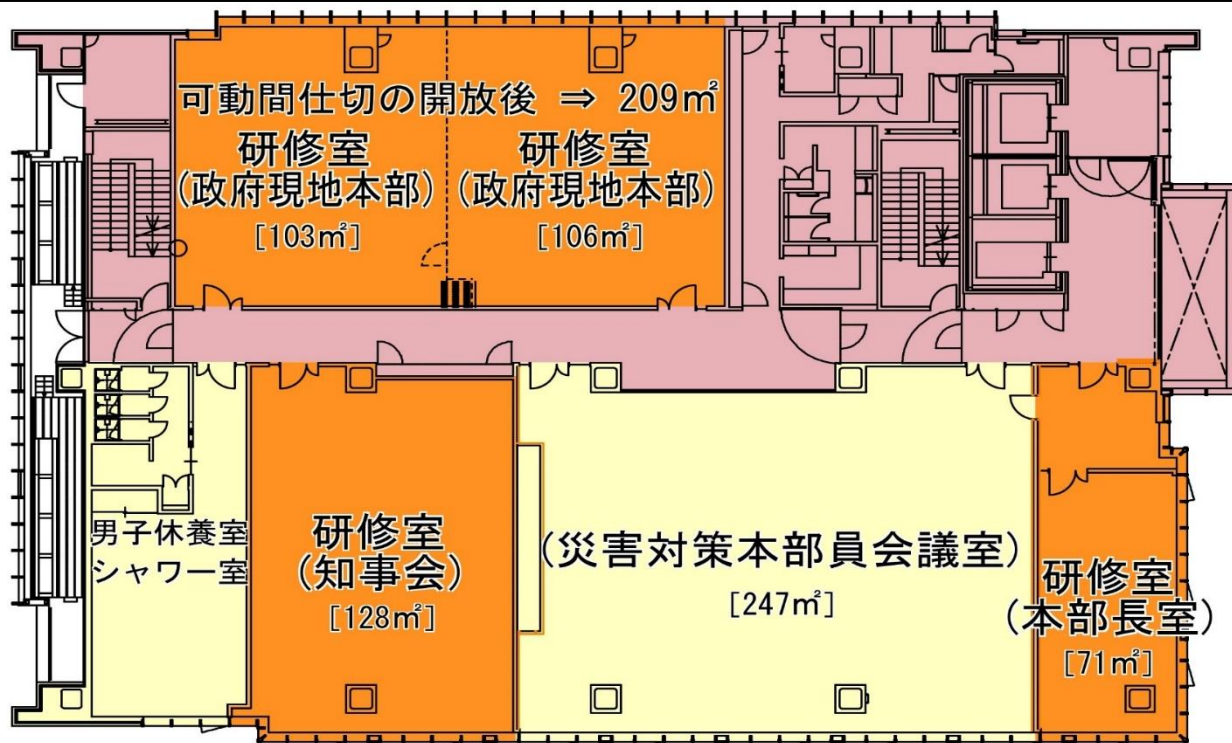 可動間仕切の開放後 ⇒ 209㎡
研修室
(政府現地本部)
[103㎡]
研修室
(政府現地本部)
[106㎡]
男子休養室
シャワー室
研修室
(知事会)
[128㎡]
(災害対策本部員会議室)
[247㎡]
研修室
(本部長室)
[71㎡]